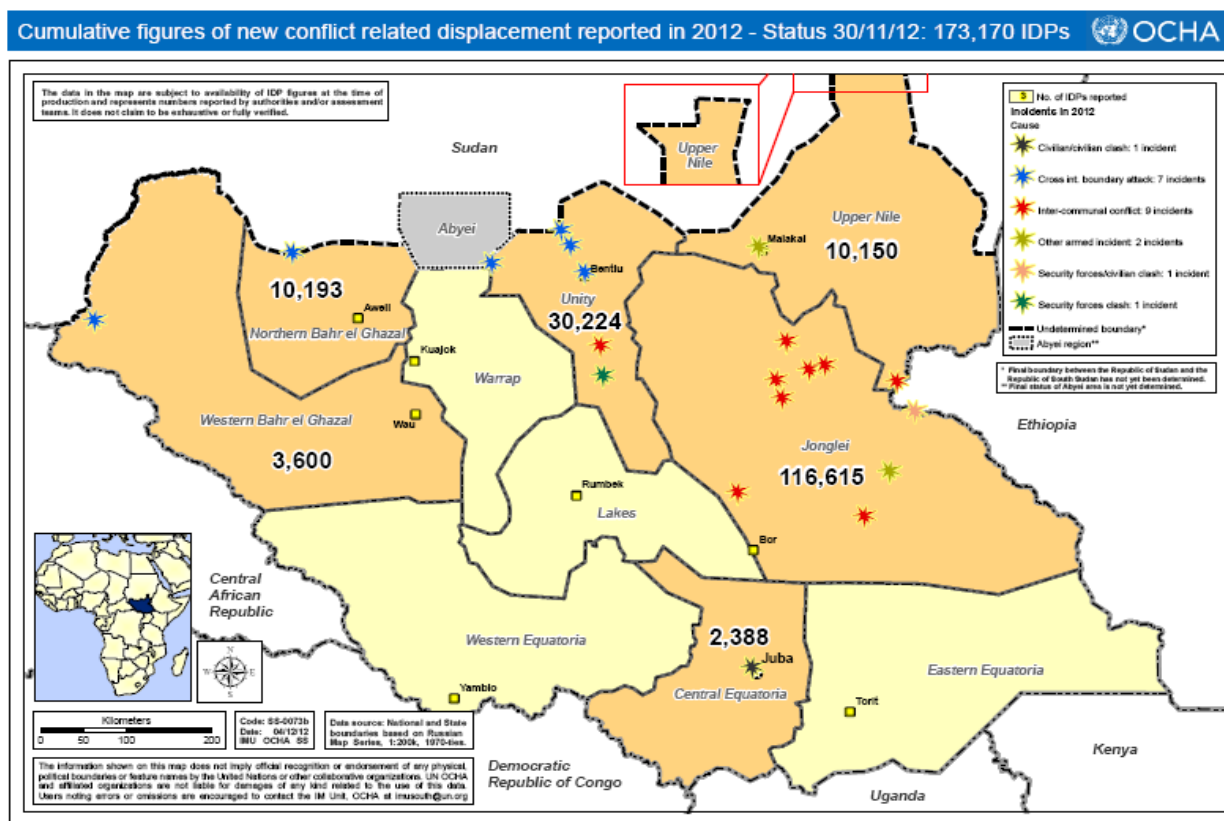 Cumulative figures of new conflict related displacement reported in 2012 - Status 30/11/12: 173,170 IDPs
OCHA
The data in the map are subject to availability of IDP figures at the time of
production and represents numbers reported by authorities and/or assessment
teams. It does not claim to be exhaustive or fully verified.
Sudan
Upper
Nile
3 No. of IDPs reported
Incidents in 2012
Cause
Civilian/civilian clash: 1 incident
Cross int. boundary attack: 7 incidents
Inter-communal conflict: 9 incidents
Other armed incident: 2 incidents
Security forces/civilian clash: 1 incident
Security forces clash: 1 incident
Undetermined boundary*
Abyei region**
* Final boundary between the Republic of Sudan and the
Republic of South Sudan has not yet been determined.
** Final status of Abyei area is not yet determined.
Abyei
Upper Nile
Malakal
10,150
Bentiu
10,193
Unity
30,224
Aweil
Northern Bahr el Ghazal
Kuajok
Warrap
Western Bahr el Ghazal
Wau
3,600
Ethiopia
Jonglei
116,615
Rumbek
Lakes
Bor
Central
African
Republic
Western Equatoria
2,388
Juba
Eastern Equatoria
Central Equatoria
Yambio
Torit
N
W E
S
Kilometers
0 50 100 200
Code: SS-0073b
Date: 04/12/12
IMU OCHA SS
Data source: National and State
boundaries based on Russian
Map Series, 1:200k, 1970-ties.
Kenya
Democratic
Republic of Congo
Uganda
The information shown on this map does not imply official recognition or endorsement of any physical,
political boundaries or feature names by the United Nations or other collaborative organizations. UN OCHA
and affiliated organizations are not liable for damages of any kind related to the use of this data.
Users noting errors or omissions are encouraged to contact the IM Unit, OCHA at imusouth@un.org